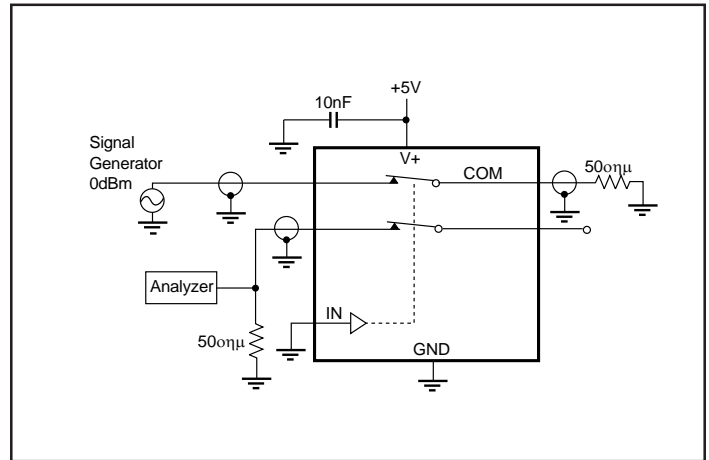 +5V
10nF
Signal
Generator
0dBm
V+
COM
50οημ
Analyzer
IN
50οημ
GND